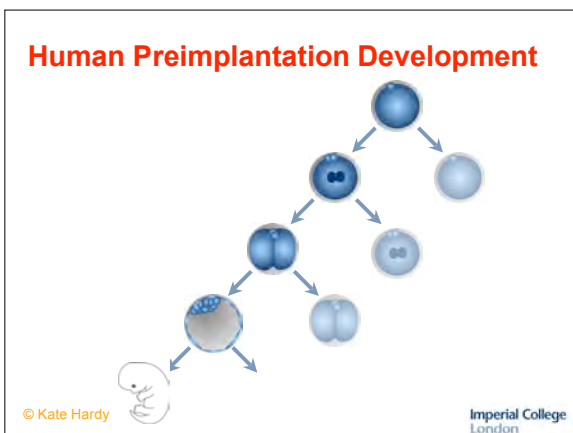 Human Preimplantation Development
© Kate Hardy
Imperial College
London